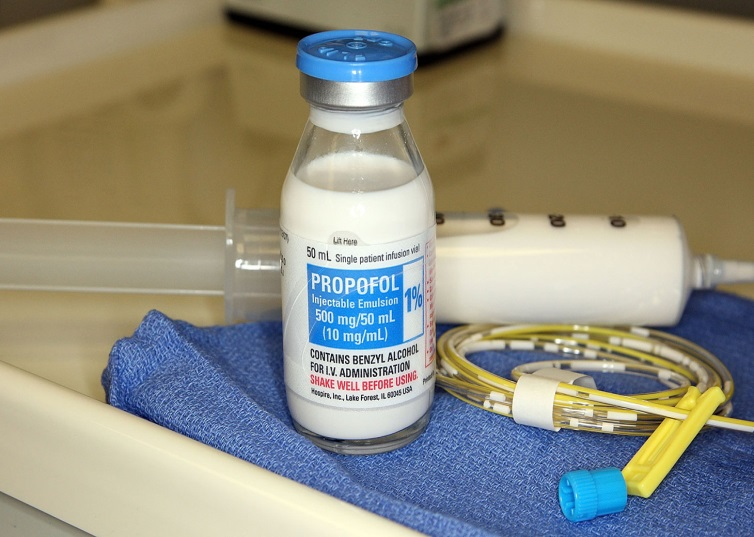 Lift Here
50 mL Single patient infusion vial
PROPOFOL
1%
Injectable Emulsion
500 mg/50 mL
(10 mg/mL)
CONTAINS BENZYL ALCOHOL
FOR I.V. ADMINISTRATION
SHAKE WELL BEFORE USING.
Hospira, Inc., Lake Forest, IL 60045 USA